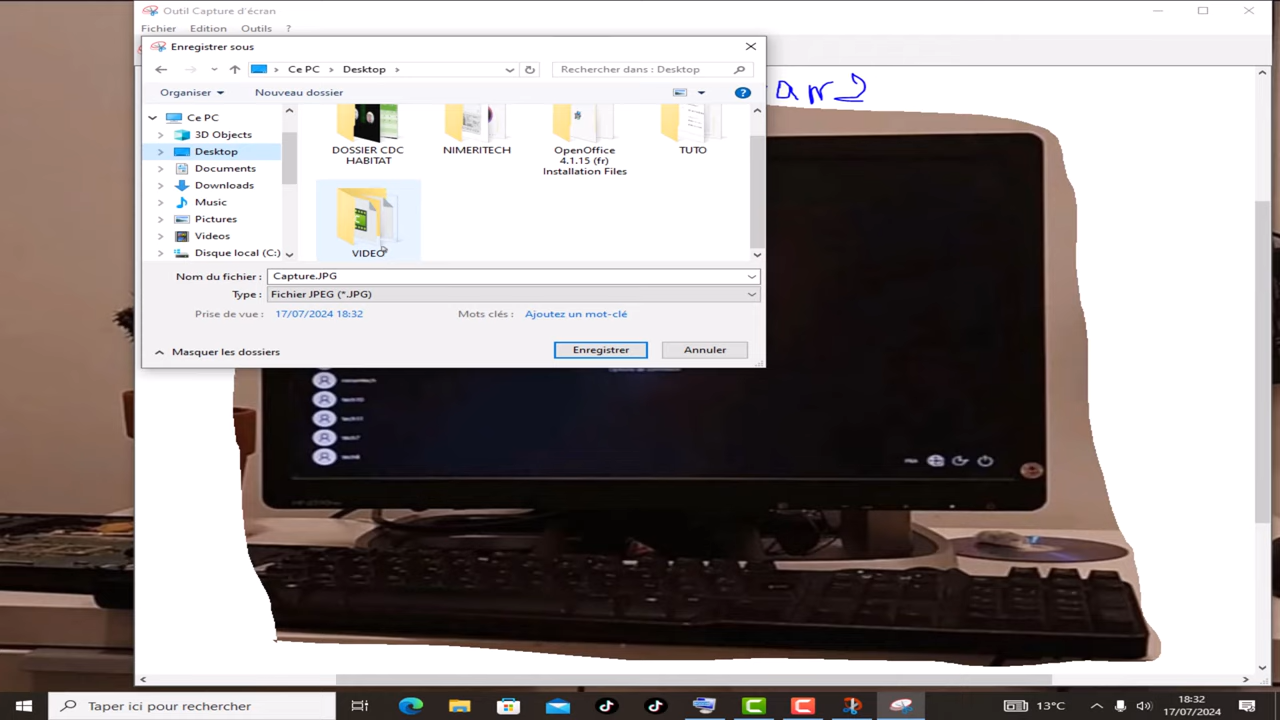 Outil Capture d'écran
Fichier Edition Outils ?
Enregistrer sous
Ce PC > Desktop >
Rechercher dans : Desktop
Organiser
Nouveau dossier
Ce PC
3D Objects
Desktop
Documents
Downloads
Music
Pictures
Videos
Disque local (C:)
DOSSIER CDC
HABITAT
NIMERITECH
OpenOffice
4.1.15 (fr)
Installation Files
TUTO
VIDEO
Nom du fichier : Capture.JPG
Type : Fichier JPEG (*.JPG)
Prise de vue : 17/07/2024 18:32
Mots clés : Ajoutez un mot-clé
Masquer les dossiers
Enregistrer
Annuler
Taper ici pour rechercher
13°C
18:32
17/07/2024